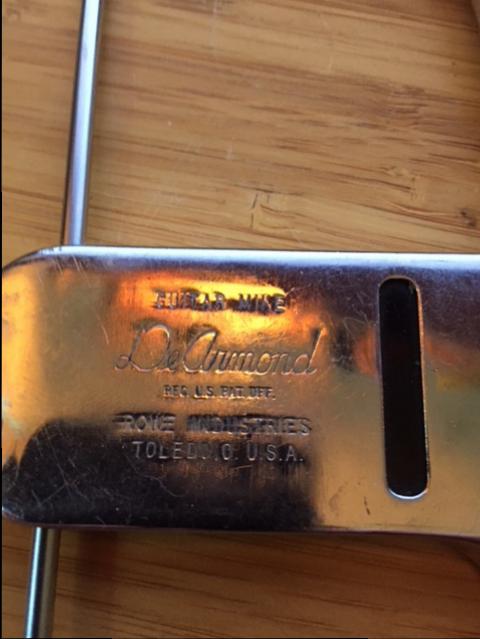 GUITAR MIKE
DeArmond
REG. U.S. PAT. OFF.
ROWE INDUSTRIES
TOLEDO, O. U.S.A.